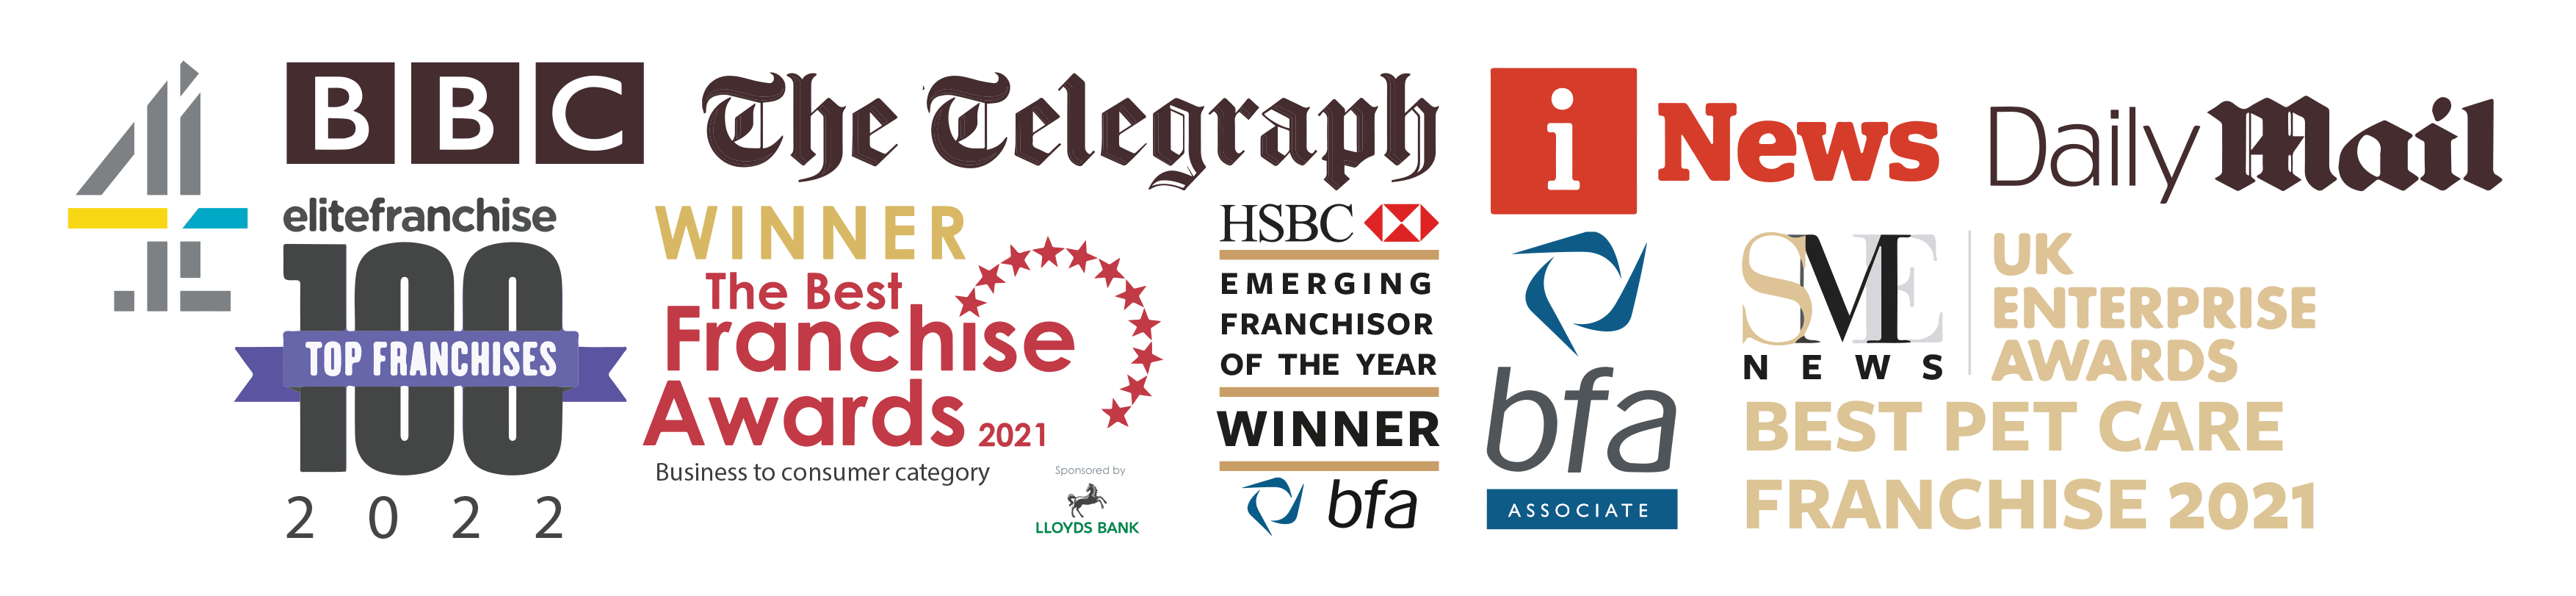 4
BBC
The Telegraph
i News
Daily Mail
elitefranchise
100
TOP FRANCHISES
2022
WINNER
The Best
Franchise
Awards 2021
Business to consumer category
Sponsored by
LLOYDS BANK
HSBC
EMERGING
FRANCHISOR
OF THE YEAR
WINNER
bfa
bfa
ASSOCIATE
SME
NEWS
UK
ENTERPRISE
AWARDS
BEST PET CARE
FRANCHISE 2021